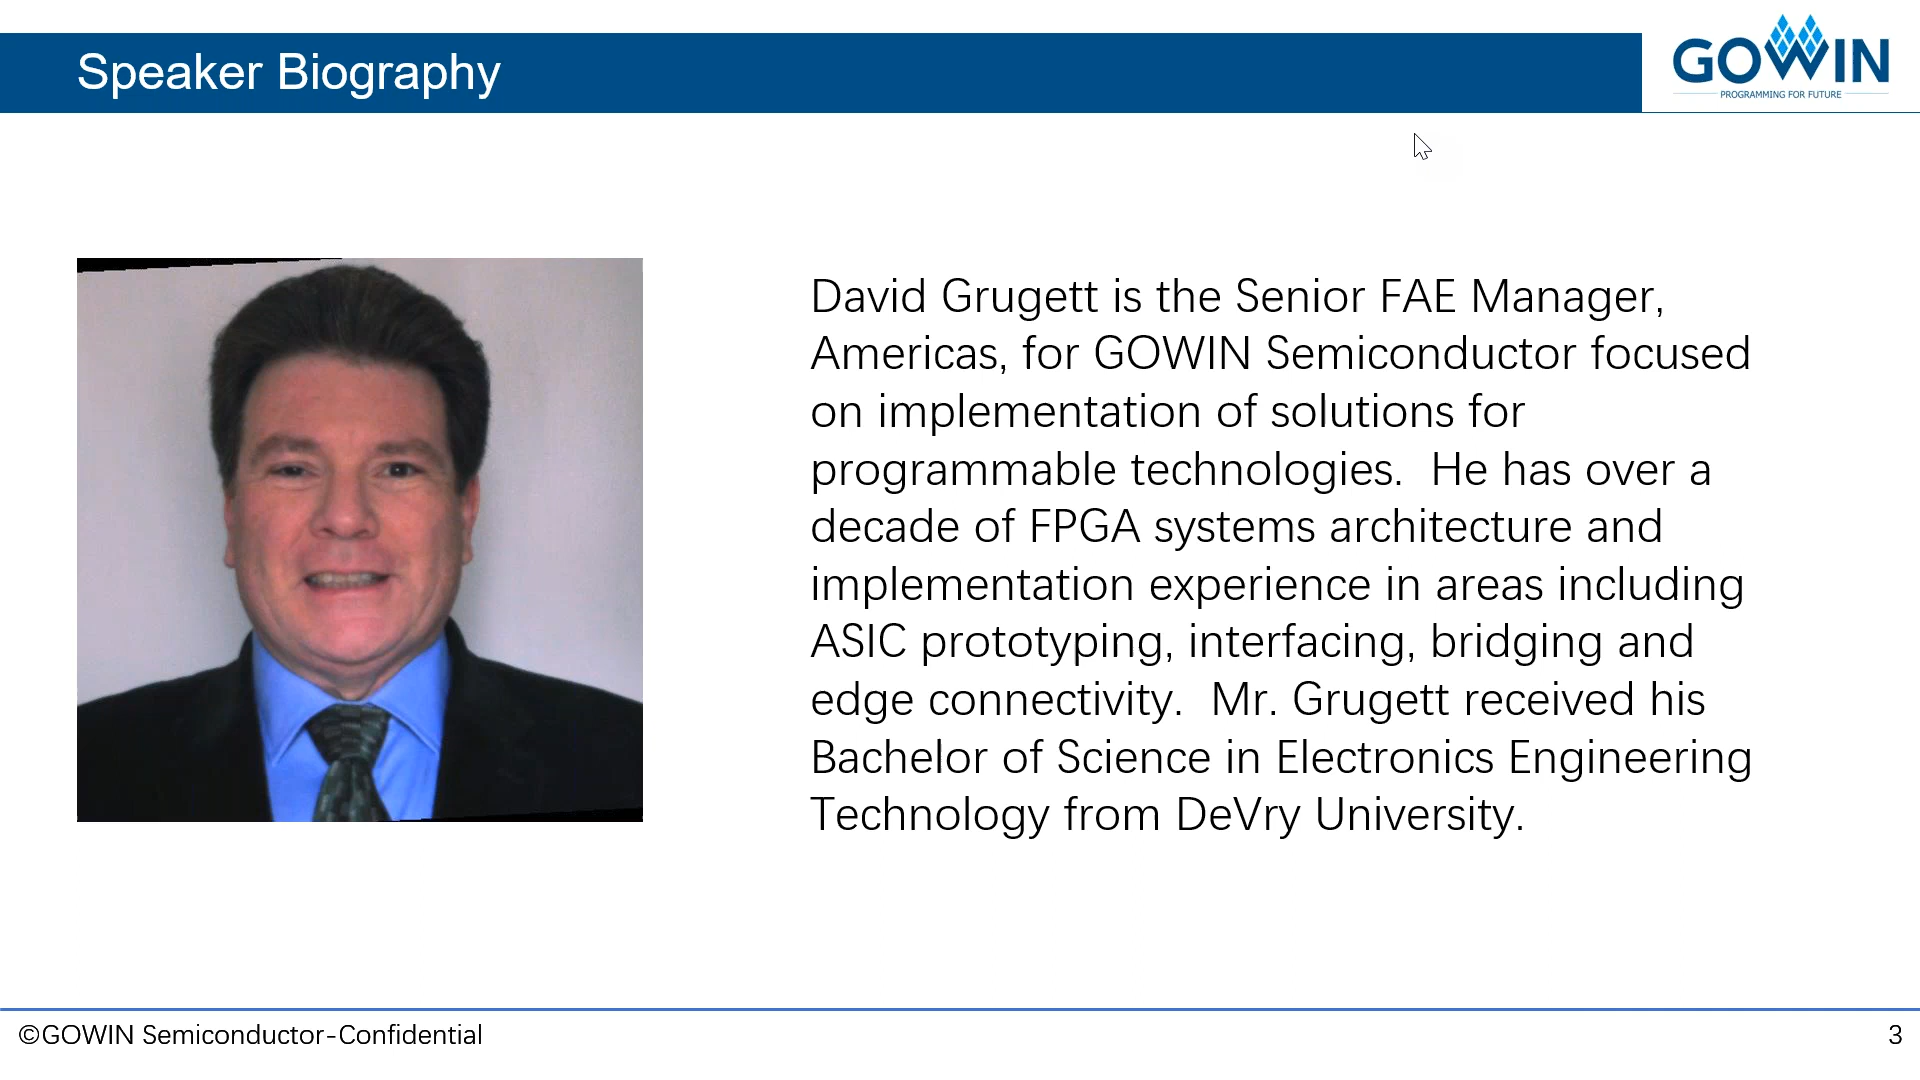 Speaker Biography
GOWIN
PROGRAMMING FOR FUTURE
David Grugett is the Senior FAE Manager,
Americas, for GOWIN Semiconductor focused
on implementation of solutions for
programmable technologies.  He has over a
decade of FPGA systems architecture and
implementation experience in areas including
ASIC prototyping, interfacing, bridging and
edge connectivity.  Mr. Grugett received his
Bachelor of Science in Electronics Engineering
Technology from DeVry University.
©GOWIN Semiconductor-Confidential
3